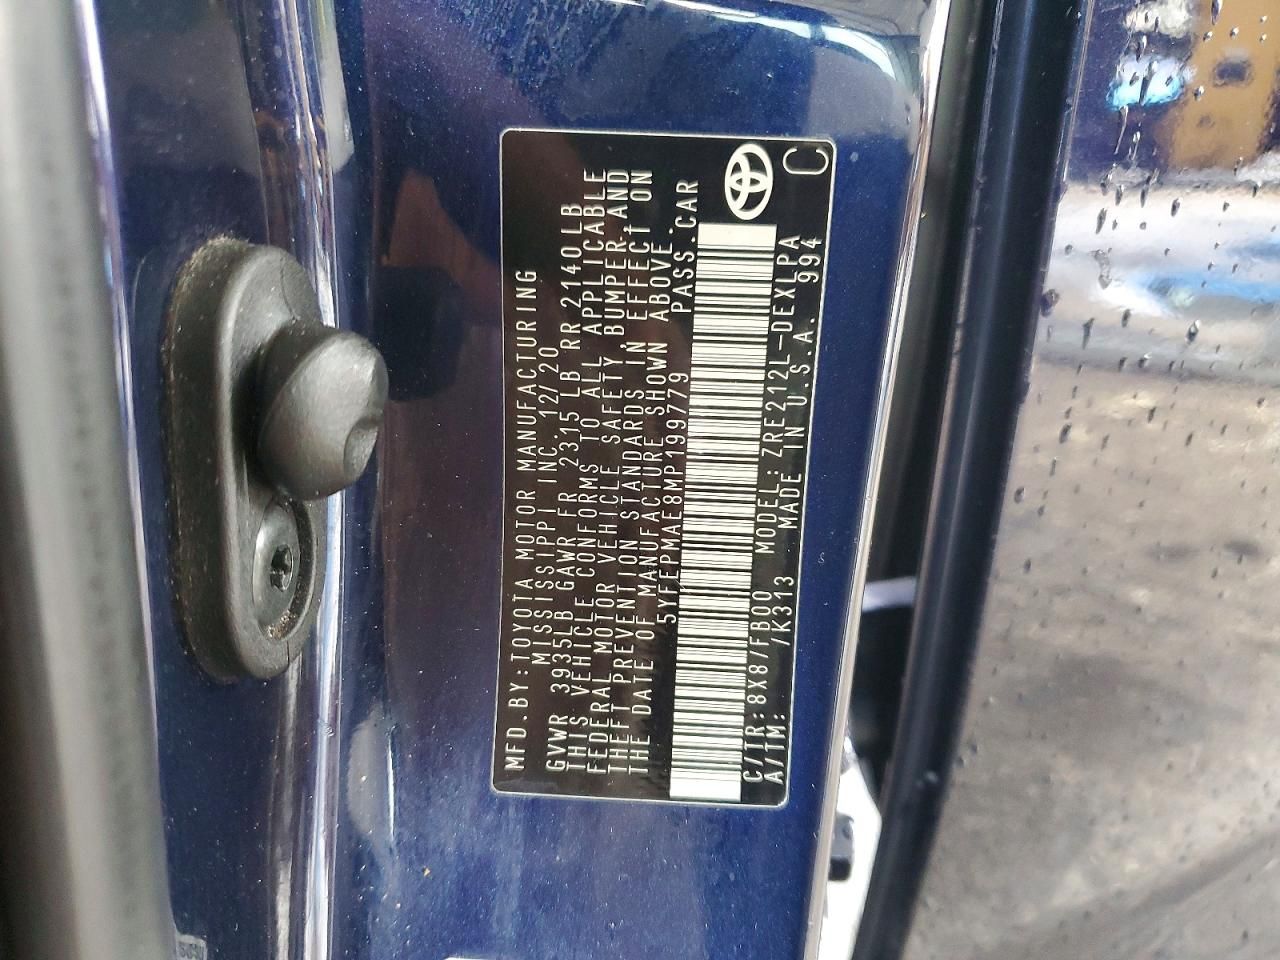 MFD.BY:TOYOTA MOTOR MANUFACTURING
MISSISSIPPI INC. 12/20
GVWR 3935LB GAWR FR 2315 LB RR 2140 LB
THIS VEHICLE CONFORMS TO ALL APPLICABLE
FEDERAL MOTOR VEHICLE SAFETY, BUMPER, AND
THEFT PREVENTION STANDARDS IN EFFECT ON
THE DATE OF MANUFACTURE SHOWN ABOVE.
5YFEPMAE8MP199779 PASS.CAR
C/TR:8X8/FB00 MODEL:ZRE212L-DEXLPA
A/TM: /K313 MADE IN U.S.A. 994
C